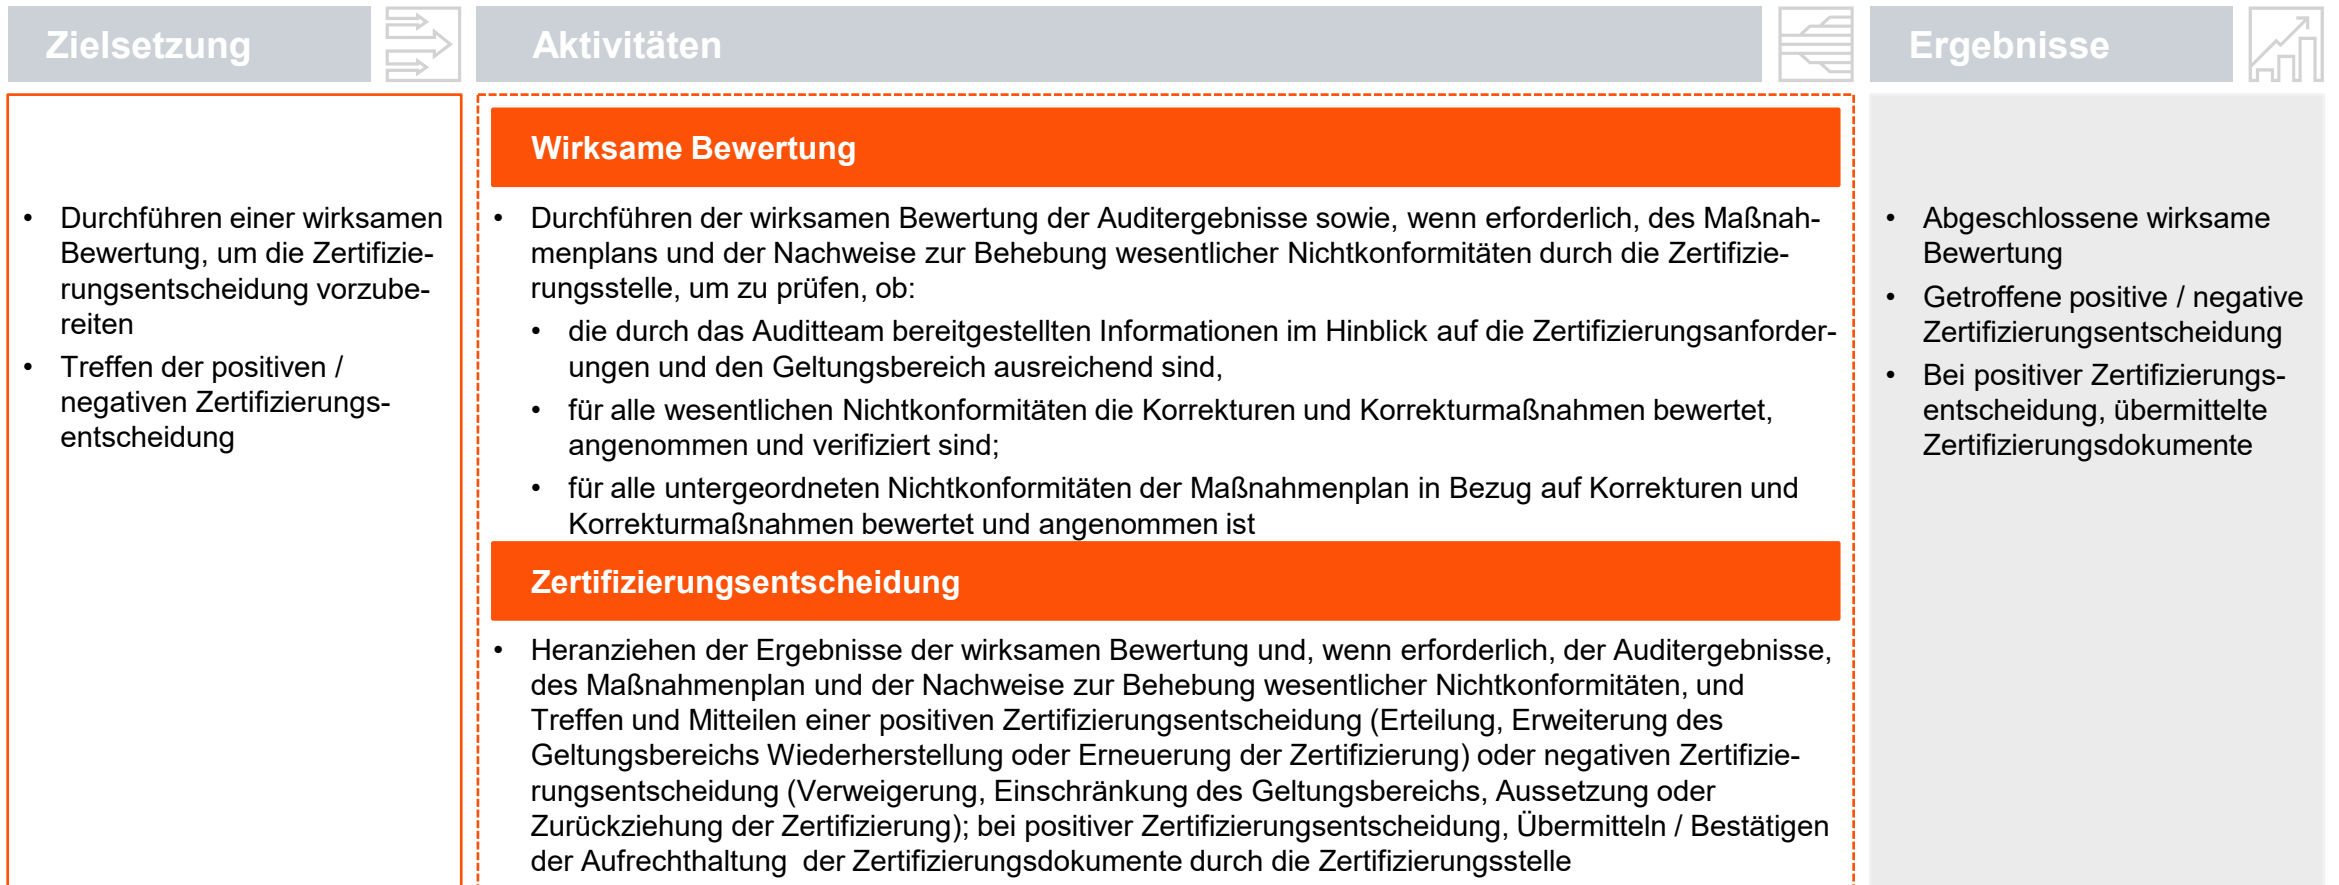 Zielsetzung
Aktivitäten
Ergebnisse
• Durchführen einer wirksamen
Bewertung, um die Zertifizie-
rungsentscheidung vorzube-
reiten
• Treffen der positiven /
negativen Zertifizierungs-
entscheidung
Wirksame Bewertung
• Durchführen der wirksamen Bewertung der Auditergebnisse sowie, wenn erforderlich, des Maßnah-
menplans und der Nachweise zur Behebung wesentlicher Nichtkonformitäten durch die Zertifizie-
rungsstelle, um zu prüfen, ob:
• die durch das Auditteam bereitgestellten Informationen im Hinblick auf die Zertifizierungsanforder-
ungen und den Geltungsbereich ausreichend sind,
• für alle wesentlichen Nichtkonformitäten die Korrekturen und Korrekturmaßnahmen bewertet,
angenommen und verifiziert sind;
• für alle untergeordneten Nichtkonformitäten der Maßnahmenplan in Bezug auf Korrekturen und
Korrekturmaßnahmen bewertet und angenommen ist
Zertifizierungsentscheidung
• Heranziehen der Ergebnisse der wirksamen Bewertung und, wenn erforderlich, der Auditergebnisse,
des Maßnahmenplan und der Nachweise zur Behebung wesentlicher Nichtkonformitäten, und
Treffen und Mitteilen einer positiven Zertifizierungsentscheidung (Erteilung, Erweiterung des
Geltungsbereichs Wiederherstellung oder Erneuerung der Zertifizierung) oder negativen Zertifizie-
rungsentscheidung (Verweigerung, Einschränkung des Geltungsbereichs, Aussetzung oder
Zurückziehung der Zertifizierung); bei positiver Zertifizierungsentscheidung, Übermitteln / Bestätigen
der Aufrechthaltung  der Zertifizierungsdokumente durch die Zertifizierungsstelle
• Abgeschlossene wirksame
Bewertung
• Getroffene positive / negative
Zertifizierungsentscheidung
• Bei positiver Zertifizierungs-
entscheidung, übermittelte
Zertifizierungsdokumente